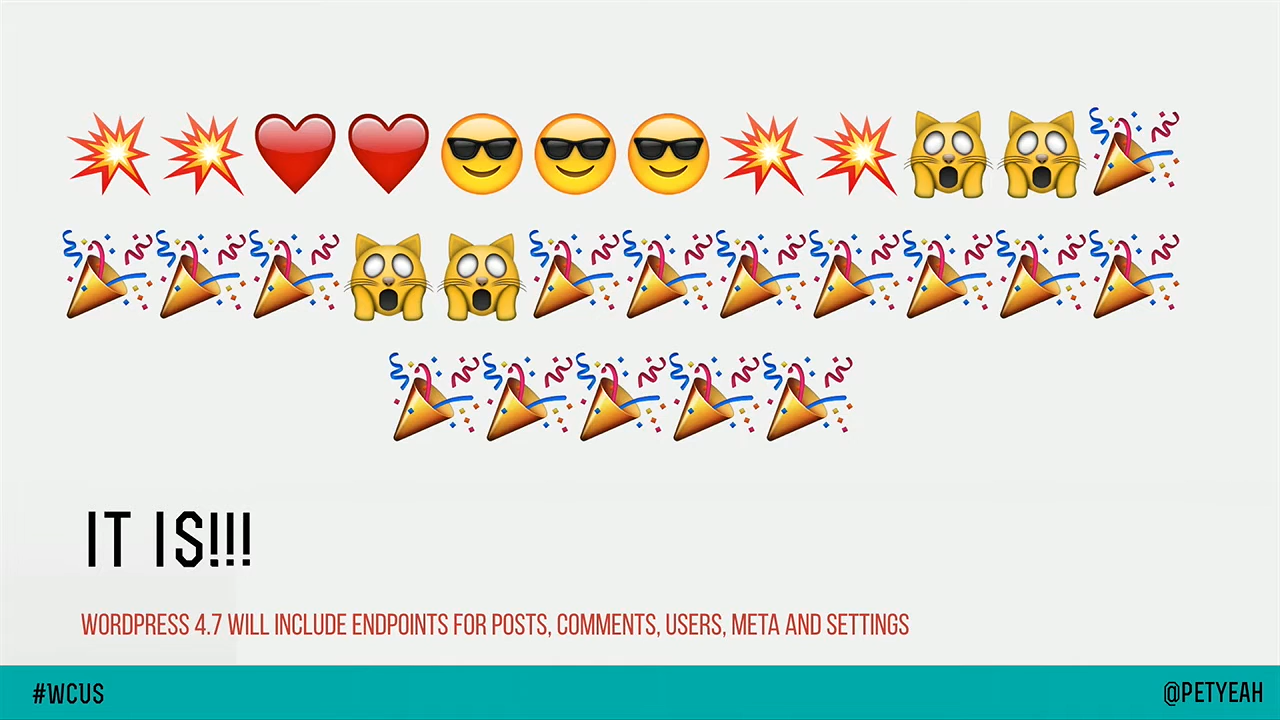 IT IS!!!
WORDPRESS 4.7 WILL INCLUDE ENDPOINTS FOR POSTS, COMMENTS, USERS, META AND SETTINGS
#WCUS
@PETYEAH